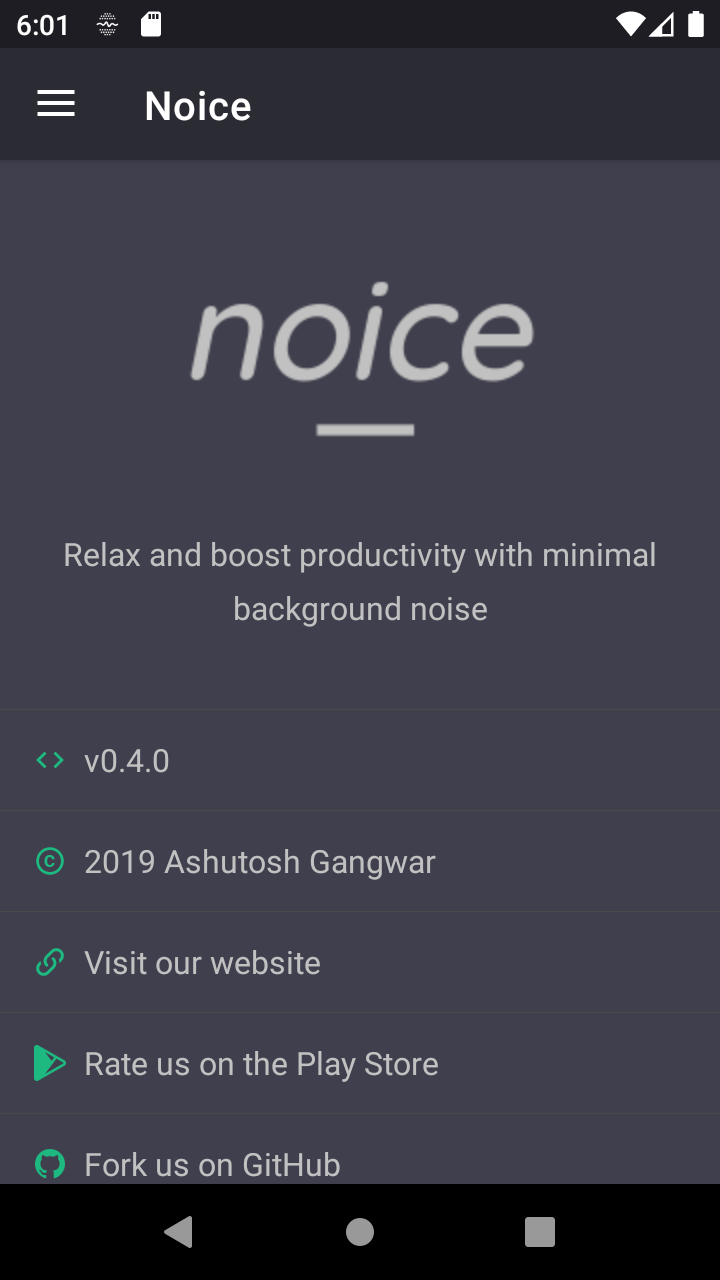 6:01
Noice
noice
Relax and boost productivity with minimal
background noise
v0.4.0
2019 Ashutosh Gangwar
Visit our website
Rate us on the Play Store
Fork us on GitHub